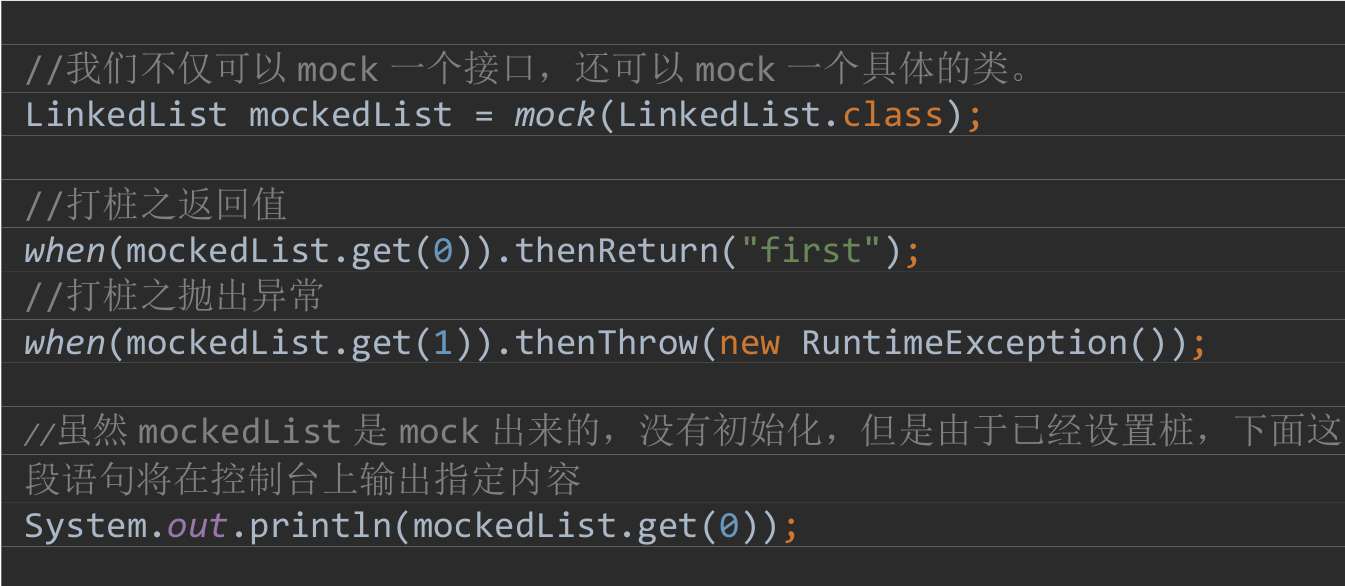 //我们不仅可以 mock 一个接口，还可以 mock 一个具体的类。
LinkedList mockedList = mock(LinkedList.class);
//打桩之返回值
when(mockedList.get(0)).thenReturn("first");
//打桩之抛出异常
when(mockedList.get(1)).thenThrow(new RuntimeException());
//虽然 mockedList 是 mock 出来的，没有初始化，但是由于已经设置桩，下面这
段语句将在控制台上输出指定内容
System.out.println(mockedList.get(0));